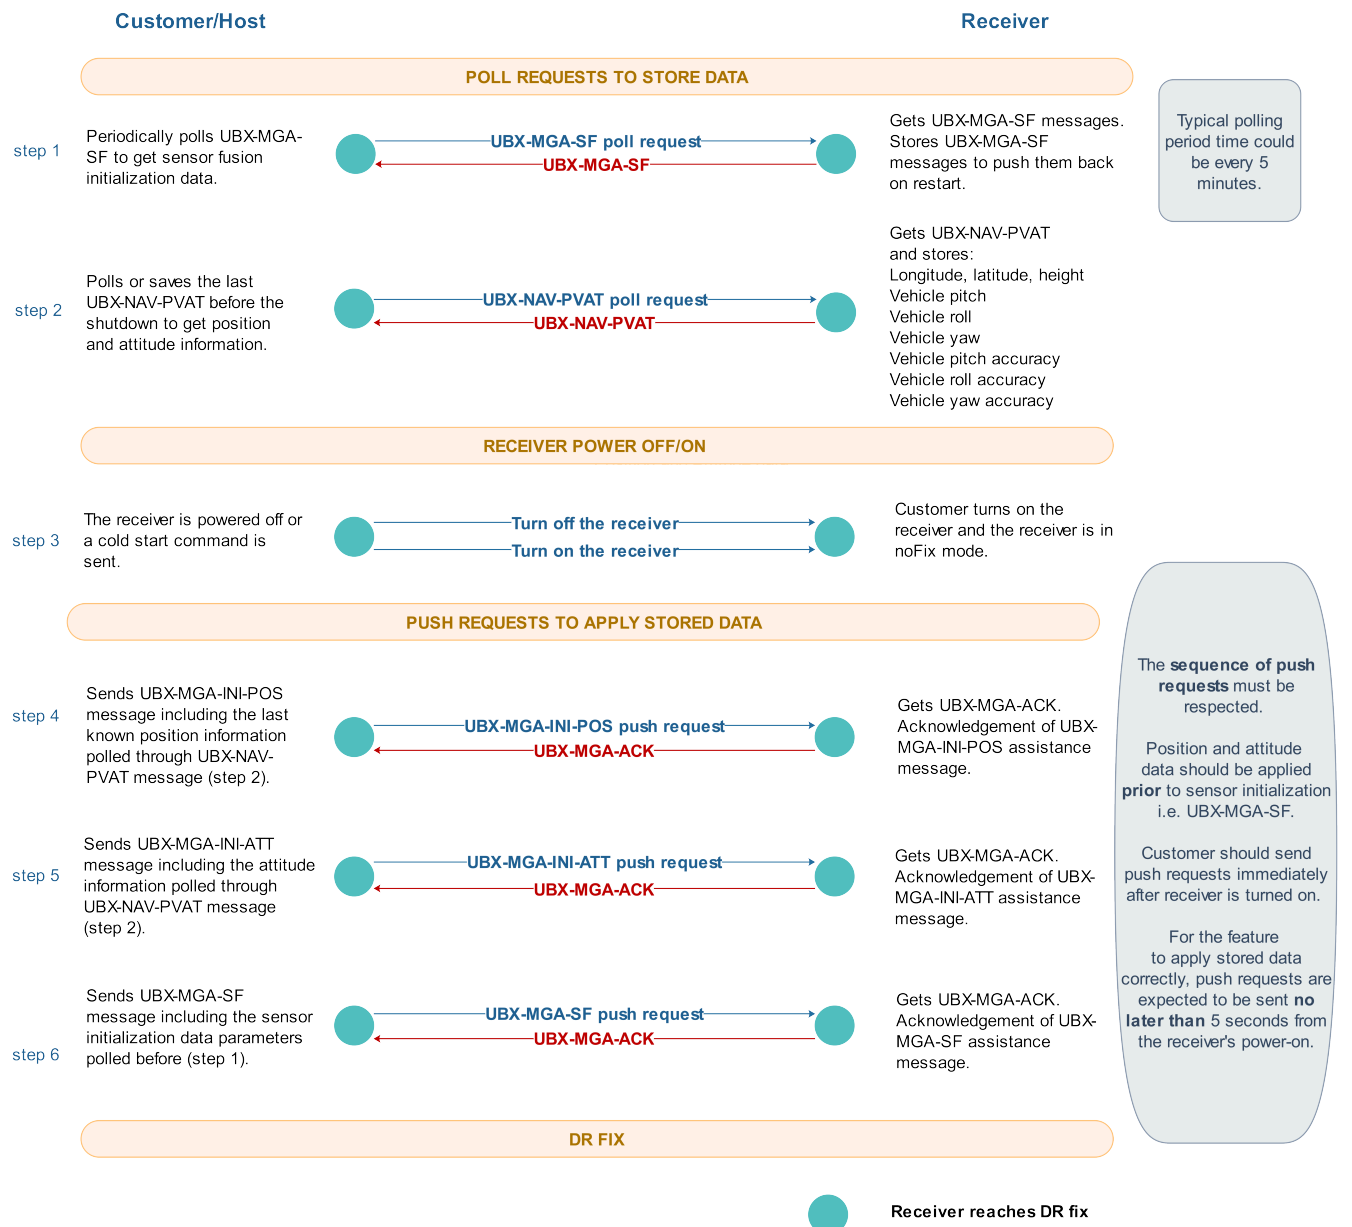 Customer/Host
Receiver
POLL REQUESTS TO STORE DATA
step 1
Periodically polls UBX-MGA-
SF to get sensor fusion
initialization data.
UBX-MGA-SF poll request
UBX-MGA-SF
Gets UBX-MGA-SF messages.
Stores UBX-MGA-SF
messages to push them back
on restart.
Typical polling
period time could
be every 5
minutes.
step 2
Polls or saves the last
UBX-NAV-PVAT before the
shutdown to get position
and attitude information.
UBX-NAV-PVAT poll request
UBX-NAV-PVAT
Gets UBX-NAV-PVAT
and stores:
Longitude, latitude, height
Vehicle pitch
Vehicle roll
Vehicle yaw
Vehicle pitch accuracy
Vehicle roll accuracy
Vehicle yaw accuracy
RECEIVER POWER OFF/ON
step 3
The receiver is powered off or
a cold start command is
sent.
Turn off the receiver
Turn on the receiver
Customer turns on the
receiver and the receiver is in
noFix mode.
PUSH REQUESTS TO APPLY STORED DATA
step 4
Sends UBX-MGA-INI-POS
message including the last
known position information
polled through UBX-NAV-
PVAT message (step 2).
UBX-MGA-INI-POS push request
UBX-MGA-ACK
Gets UBX-MGA-ACK.
Acknowledgement of UBX-
MGA-INI-POS assistance
message.
step 5
Sends UBX-MGA-INI-ATT
message including the attitude
information polled through
UBX-NAV-PVAT message
(step 2).
UBX-MGA-INI-ATT push request
UBX-MGA-ACK
Gets UBX-MGA-ACK.
Acknowledgement of UBX-
MGA-INI-ATT assistance
message.
step 6
Sends UBX-MGA-SF
message including the sensor
initialization data parameters
polled before (step 1).
UBX-MGA-SF push request
UBX-MGA-ACK
Gets UBX-MGA-ACK.
Acknowledgement of UBX-
MGA-SF assistance
message.
The sequence of push
requests must be
respected.
Position and attitude
data should be applied
prior to sensor initialization
i.e. UBX-MGA-SF.
Customer should send
push requests immediately
after receiver is turned on.
For the feature
to apply stored data
correctly, push requests are
expected to be sent no
later than 5 seconds from
the receiver's power-on.
DR FIX
Receiver reaches DR fix